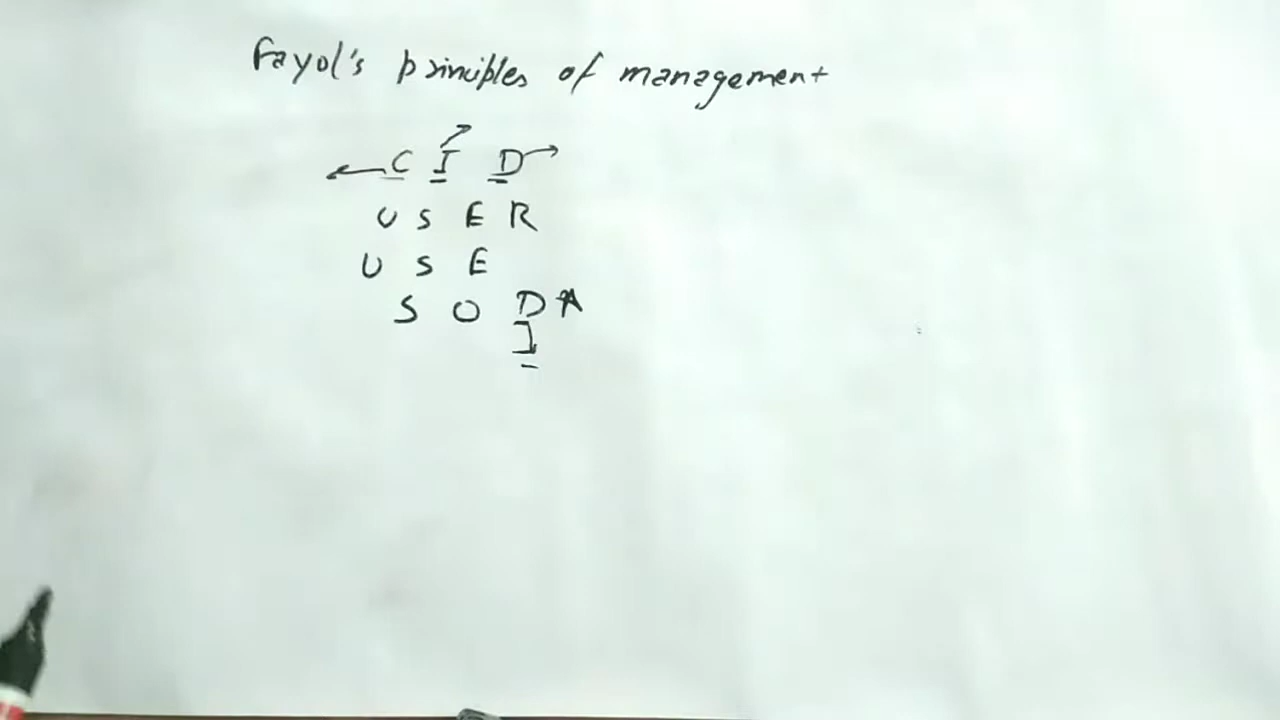 Fayol's principles of management
C I D
U S E R
U S E
S O D A
I